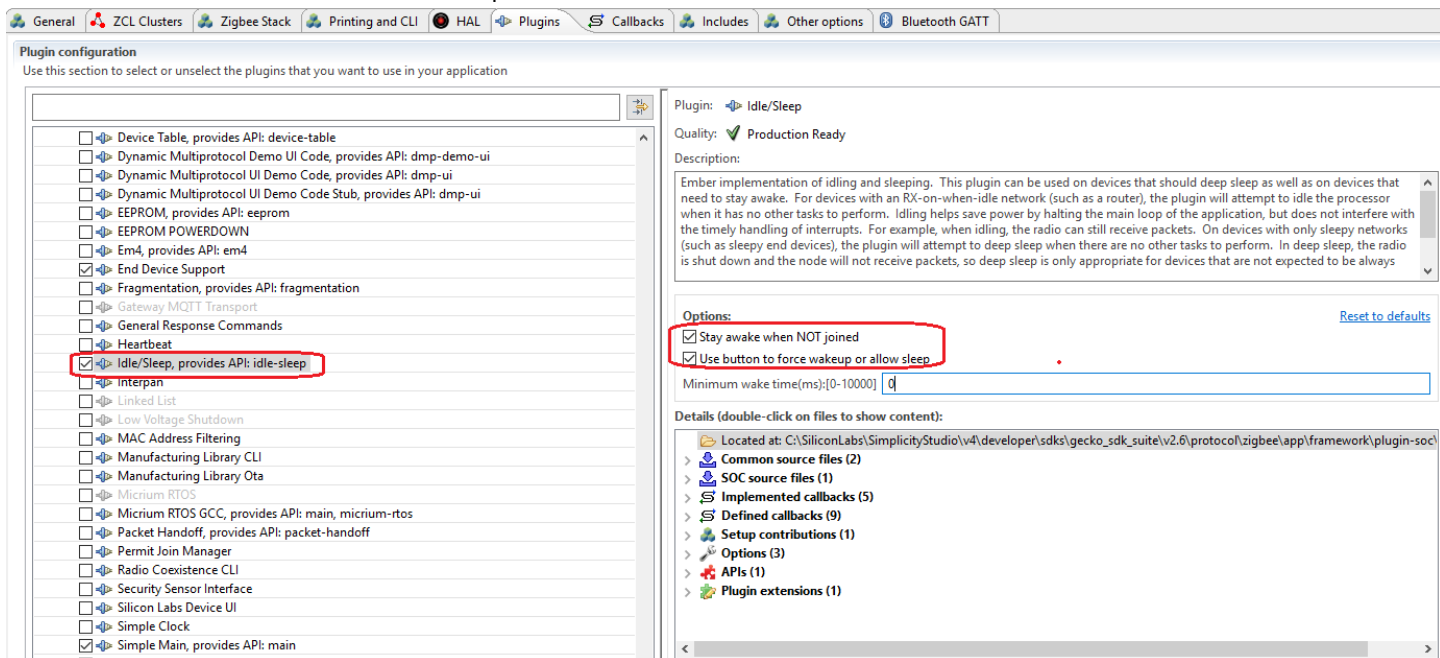 General ZCL Clusters Zigbee Stack Printing and CLI HAL Plugins Callbacks Includes Other options Bluetooth GATT
Plugin configuration
Use this section to select or unselect the plugins that you want to use in your application
Device Table, provides API: device-table
Dynamic Multiprotocol Demo UI Code, provides API: dmp-demo-ui
Dynamic Multiprotocol UI Demo Code, provides API: dmp-ui
Dynamic Multiprotocol UI Demo Code Stub, provides API: dmp-ui
EEPROM, provides API: eeprom
EEPROM POWERDOWN
Em4, provides API: em4
End Device Support
Fragmentation, provides API: fragmentation
Gateway MQTT Transport
General Response Commands
Heartbeat
Idle/Sleep, provides API: idle-sleep
Interpan
Linked List
Low Voltage Shutdown
MAC Address Filtering
Manufacturing Library CLI
Manufacturing Library Ota
Micrium RTOS
Micrium RTOS GCC, provides API: main, micrium-rtos
Packet Handoff, provides API: packet-handoff
Permit Join Manager
Radio Coexistence CLI
Security Sensor Interface
Silicon Labs Device UI
Simple Clock
Simple Main, provides API: main
Plugin: Idle/Sleep
Quality: Production Ready
Description:
Ember implementation of idling and sleeping. This plugin can be used on devices that should deep sleep as well as on devices that
need to stay awake. For devices with an RX-on-when-idle network (such as a router), the plugin will attempt to idle the processor
when it has no other tasks to perform. Idling helps save power by halting the main loop of the application, but does not interfere with
the timely handling of interrupts. For example, when idling, the radio can still receive packets. On devices with only sleepy networks
(such as sleepy end devices), the plugin will attempt to deep sleep when there are no other tasks to perform. In deep sleep, the radio
is shut down and the node will not receive packets, so deep sleep is only appropriate for devices that are not expected to be always
Options: Reset to defaults
Stay awake when NOT joined
Use button to force wakeup or allow sleep
Minimum wake time(ms):[0-10000] 0
Details (double-click on files to show content):
Located at: C:\SiliconLabs\SimplicityStudio\v4\developer\sdks\gecko_sdk_suite\v2.6\protocol\zigbee\app\framework\plugin-soc\
Common source files (2)
SOC source files (1)
Implemented callbacks (5)
Defined callbacks (9)
Setup contributions (1)
Options (3)
APIs (1)
Plugin extensions (1)